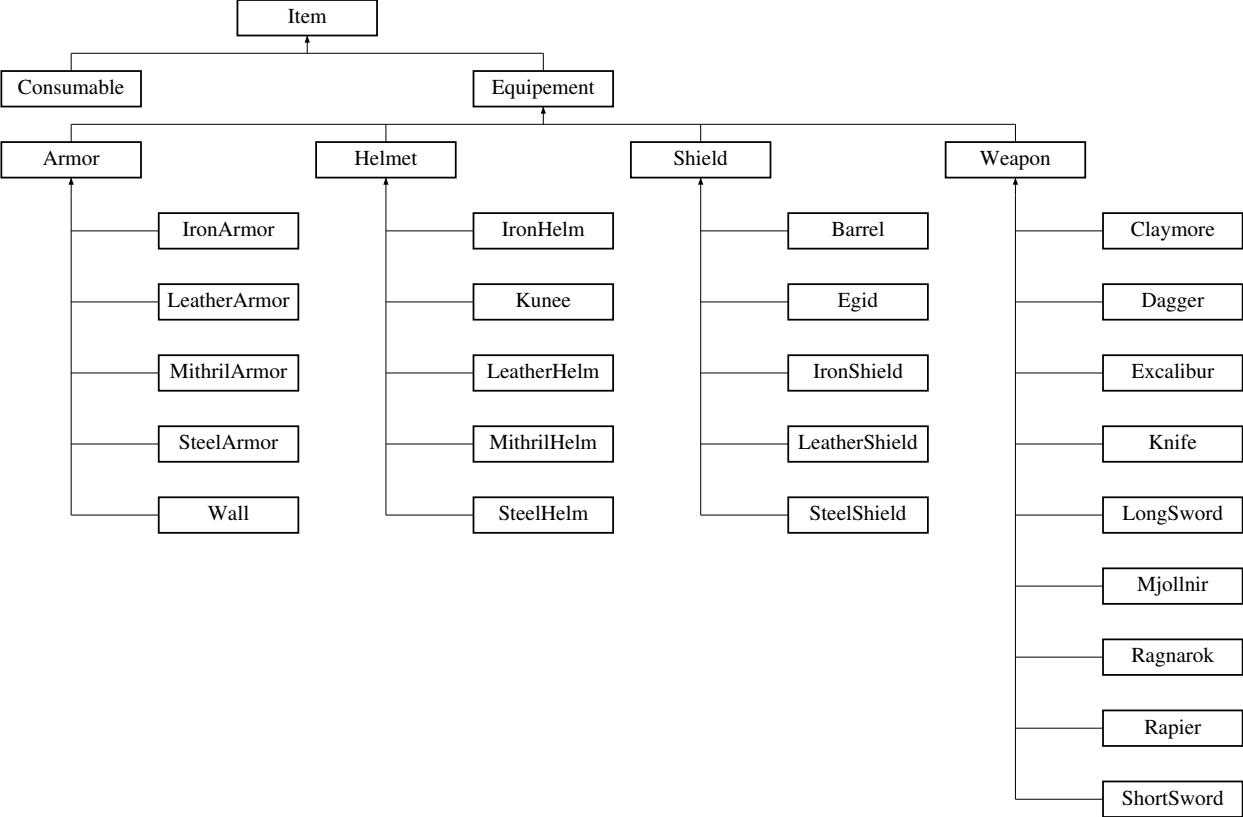 Item
Consumable
Equipement
Armor
Helmet
Shield
Weapon
IronArmor
IronHelm
Barrel
Claymore
LeatherArmor
Kunee
Egid
Dagger
MithrilArmor
LeatherHelm
IronShield
Excalibur
SteelArmor
MithrilHelm
LeatherShield
Knife
Wall
SteelHelm
SteelShield
LongSword
Mjollnir
Ragnarok
Rapier
ShortSword